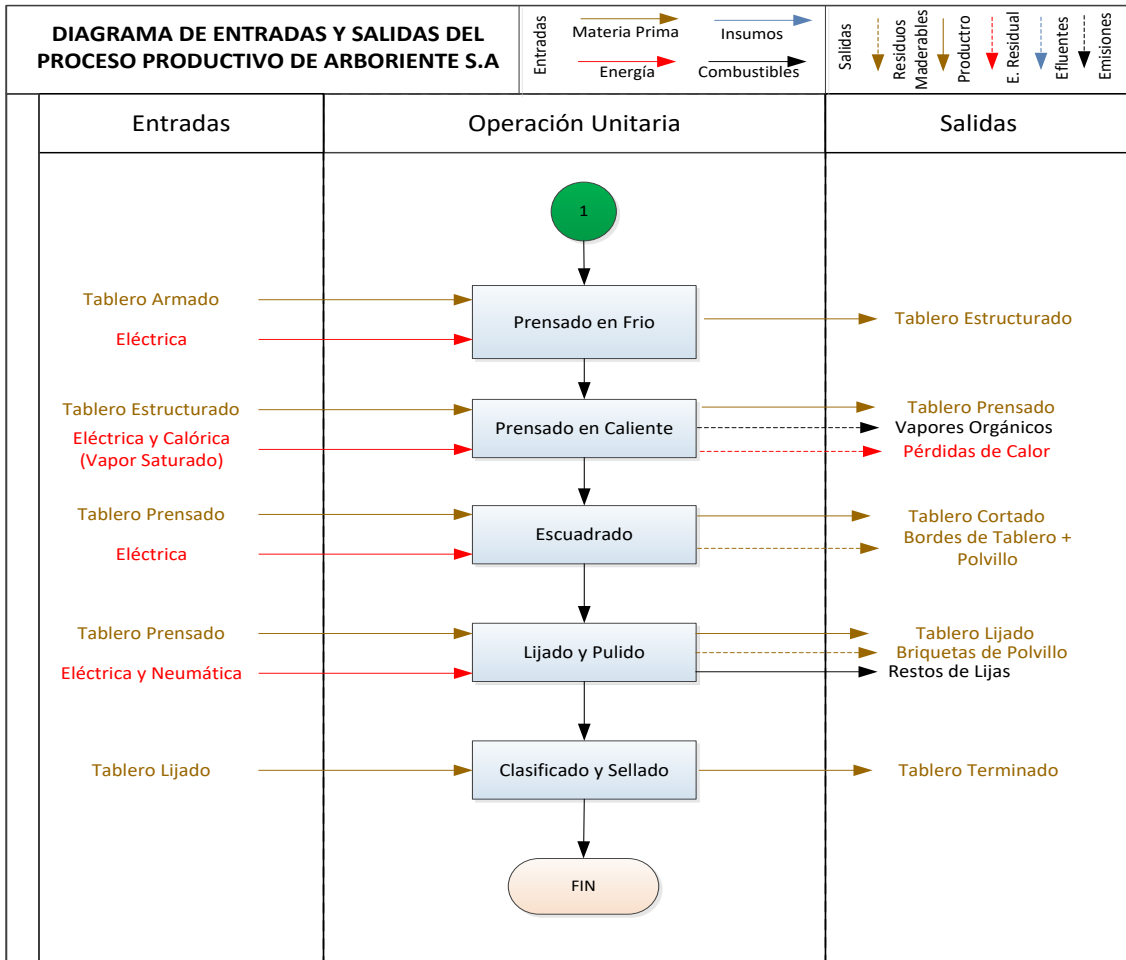 DIAGRAMA DE ENTRADAS Y SALIDAS DEL
PROCESO PRODUCTIVO DE ARBORIENTE S.A
Entradas
Materia Prima
Insumos
Energía
Combustibles
Salidas
Residuos
Maderables
Productro
E. Residual
Efluentes
Emisiones
Entradas
Operación Unitaria
Salidas
1
Tablero Armado
Eléctrica
Prensado en Frio
Tablero Estructurado
Tablero Estructurado
Eléctrica y Calórica
(Vapor Saturado)
Prensado en Caliente
Tablero Prensado
Vapores Orgánicos
Pérdidas de Calor
Tablero Prensado
Eléctrica
Escuadrado
Tablero Cortado
Bordes de Tablero +
Polvillo
Tablero Prensado
Eléctrica y Neumática
Lijado y Pulido
Tablero Lijado
Briquetas de Polvillo
Restos de Lijas
Tablero Lijado
Clasificado y Sellado
Tablero Terminado
FIN